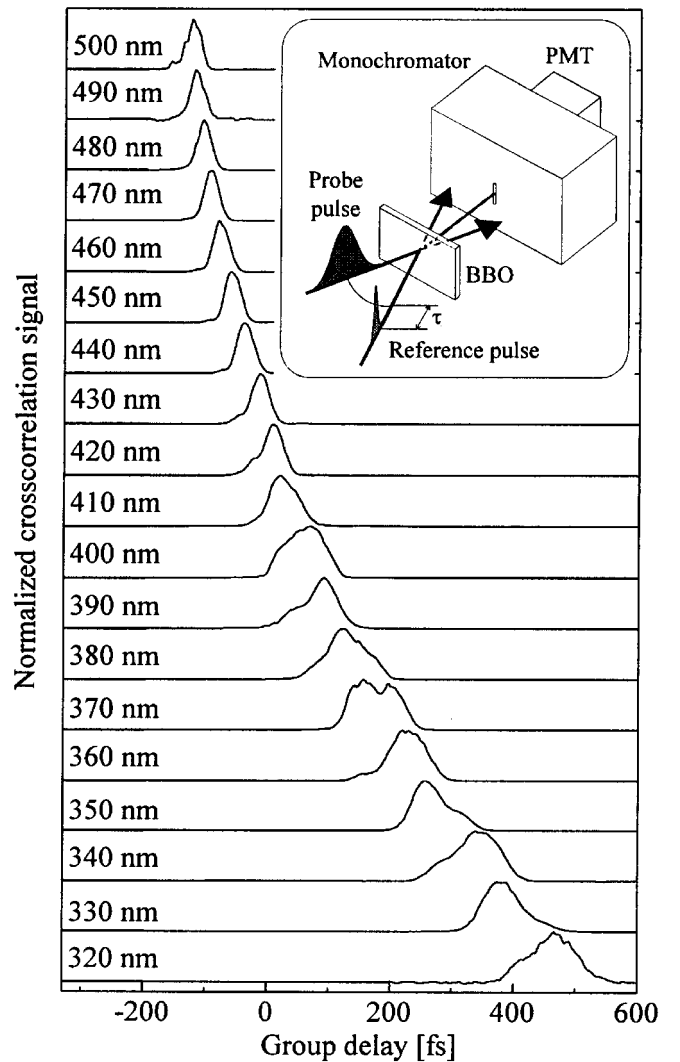 500 nm
490 nm
480 nm
470 nm
460 nm
450 nm
440 nm
430 nm
420 nm
410 nm
400 nm
390 nm
380 nm
370 nm
360 nm
350 nm
340 nm
330 nm
320 nm
Monochromator
PMT
Probe
pulse
BBO
τ
Reference pulse
Normalized crosscorrelation signal
-200 0 200 400 600
Group delay [fs]